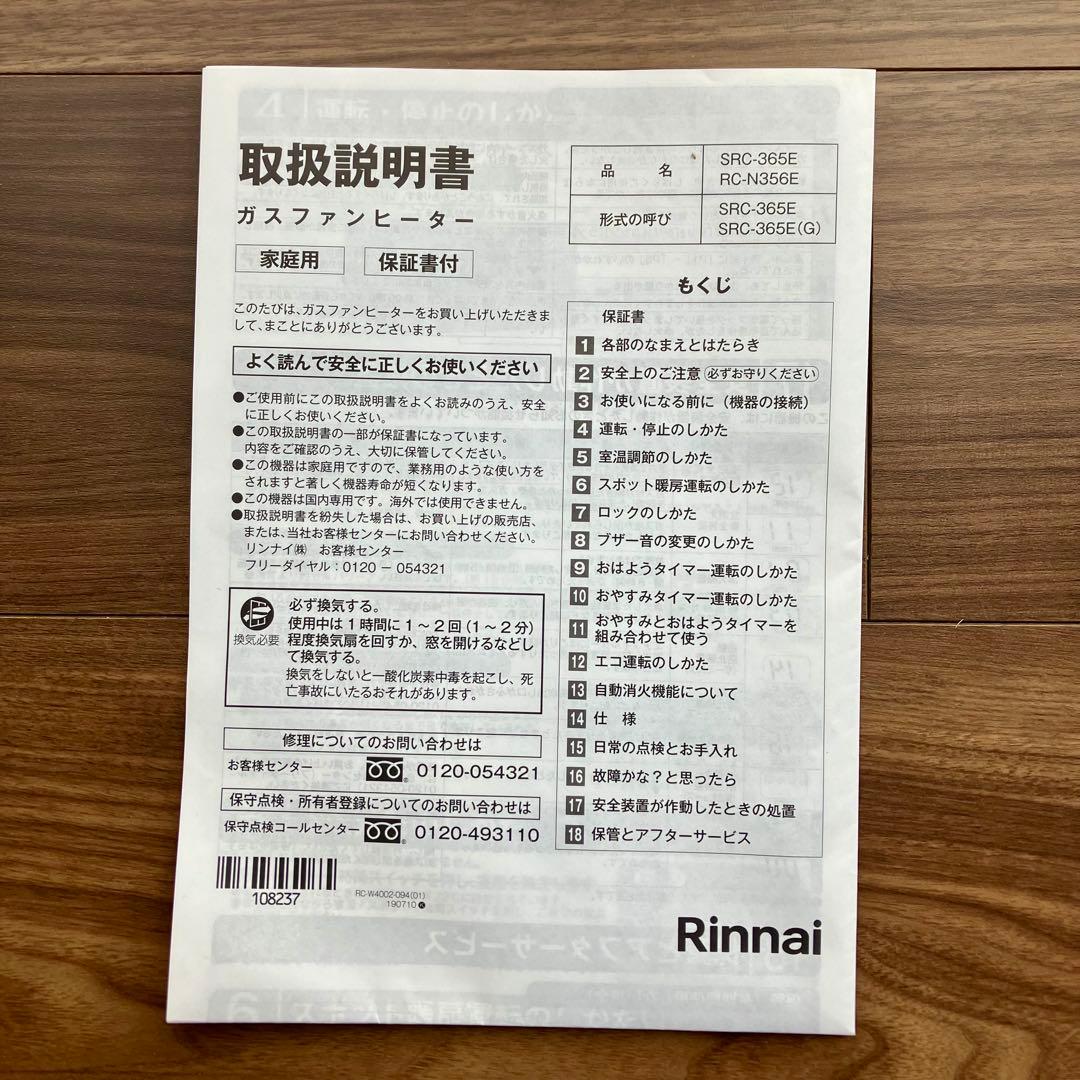 取扱説明書
ガスファンヒーター
家庭用 保証書付
品名 SRC-365E
RC-N356E
形式の呼び SRC-365E
SRC-365E(G)
このたびは、ガスファンヒーターをお買い上げいただきま
して、まことにありがとうございます。
よく読んで安全に正しくお使いください
●ご使用前にこの取扱説明書をよくお読みのうえ、安全
に正しくお使いください。
●この取扱説明書の一部が保証書になっています。
内容をご確認のうえ、大切に保管してください。
●この機器は家庭用ですので、業務用のような使い方を
されますと著しく機器寿命が短くなります。
●この機器は国内専用です。海外では使用できません。
●取扱説明書を紛失した場合は、お買い上げの販売店、
または、当社お客様センターにお問い合わせください。
リンナイ㈱ お客様センター
フリーダイヤル：0120－054321
換気必要
必ず換気する。
使用中は1時間に1～2回(1～2分)
程度換気扇を回すか、窓を開けるなどし
て換気する。
換気をしないと一酸化炭素中毒を起こし、死
亡事故にいたるおそれがあります。
修理についてのお問い合わせは
お客様センター 0120-054321
保守点検・所有者登録についてのお問い合わせは
保守点検コールセンター 0120-493110
108237
RC-W4002-094(01)
190710Ⓚ
もくじ
保証書
1 各部のなまえとはたらき
2 安全上のご注意 必ずお守りください
3 お使いになる前に（機器の接続）
4 運転・停止のしかた
5 室温調節のしかた
6 スポット暖房運転のしかた
7 ロックのしかた
8 ブザー音の変更のしかた
9 おはようタイマー運転のしかた
10 おやすみタイマー運転のしかた
11 おやすみとおはようタイマーを
組み合わせて使う
12 エコ運転のしかた
13 自動消火機能について
14 仕様
15 日常の点検とお手入れ
16 故障かな？と思ったら
17 安全装置が作動したときの処置
18 保管とアフターサービス
Rinnai